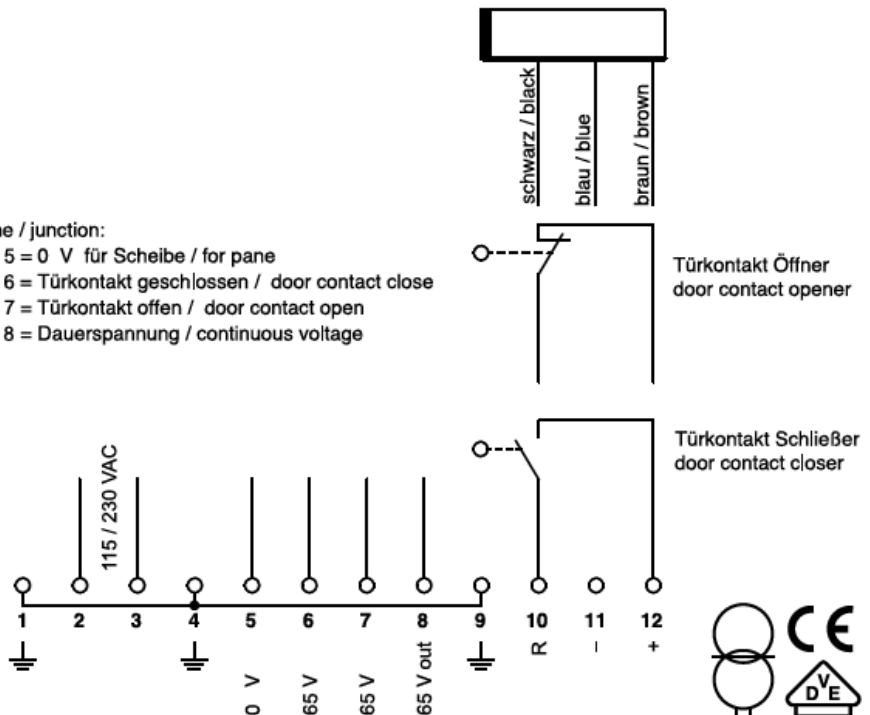 schwarz / black
blau / blue
braun / brown
ne / junction:
5 = 0 V für Scheibe / for pane
6 = Türkontakt geschlossen / door contact close
7 = Türkontakt offen / door contact open
8 = Dauerspannung / continuous voltage
Türkontakt Öffner
door contact opener
Türkontakt Schließer
door contact closer
115 / 230 VAC
1 2 3 4 5 6 7 8 9 10 11 12
0 V
65 V
65 V
65 V out
R
–
+
CE
DVE